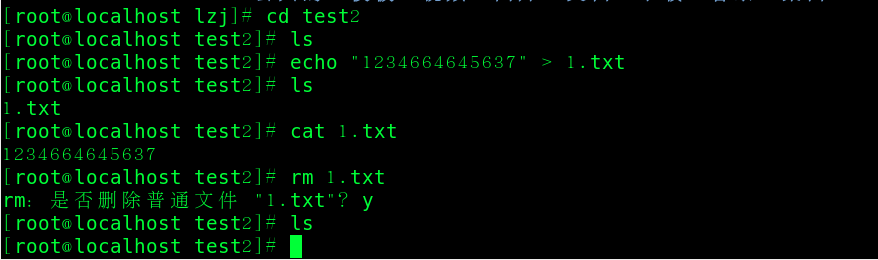 [root@localhost lzj]# cd test2
[root@localhost test2]# ls
[root@localhost test2]# echo "1234664645637" > 1.txt
[root@localhost test2]# ls
1.txt
[root@localhost test2]# cat 1.txt
1234664645637
[root@localhost test2]# rm 1.txt
rm：是否删除普通文件 "1.txt"？y
[root@localhost test2]# ls
[root@localhost test2]#